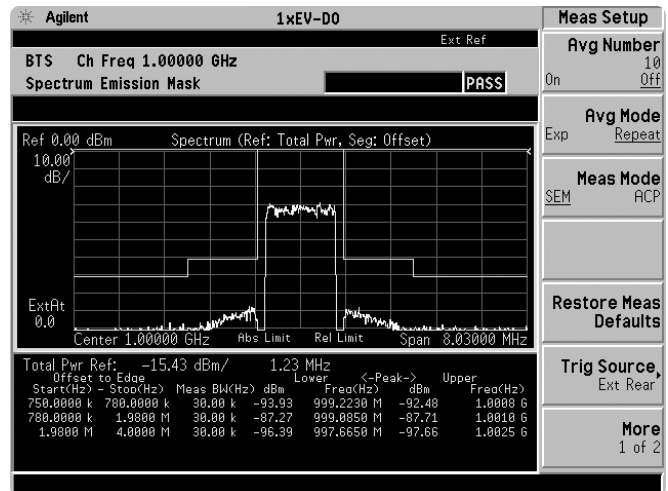 Agilent 1xEV-DO Meas Setup
Ext Ref
BTS Ch Freq 1.00000 GHz
Spectrum Emission Mask PASS
Avg Number
10
On Off
Avg Mode
Exp Repeat
Meas Mode
SEM ACP
Restore Meas
Defaults
Trig Source
Ext Rear
More
1 of 2
Ref 0.00 dBm Spectrum (Ref: Total Pwr, Seg: Offset)
10.00
dB/
ExtAt
0.0
Center 1.00000 GHz Abs Limit Rel Limit Span 8.03000 MHz
Total Pwr Ref: -15.43 dBm/ 1.23 MHz
Offset to Edge Lower <-Peak-> Upper
Start(Hz) - Stop(Hz) Meas BW(Hz) dBm Freq(Hz) dBm Freq(Hz)
750.0000 k 780.0000 k 30.00 k -93.93 999.2230 M -92.48 1.0008 G
780.0000 k 1.9800 M 30.00 k -87.27 999.0850 M -87.71 1.0010 G
1.9800 M 4.0000 M 30.00 k -96.39 997.6650 M -97.66 1.0025 G